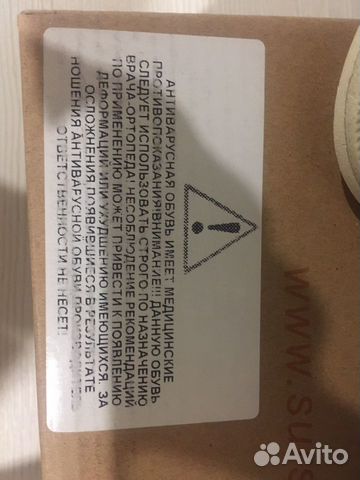 АНТИВАРУСНАЯ ОБУВЬ ИМЕЕТ МЕДИЦИНСКИЕ
ПРОТИВОПОКАЗАНИЯ!ВНИМАНИЕ!!! ДАННУЮ ОБУВЬ
СЛЕДУЕТ ИСПОЛЬЗОВАТЬ СТРОГО ПО НАЗНАЧЕНИЮ
ВРАЧА-ОРТОПЕДА! НЕСОБЛЮДЕНИЕ РЕКОМЕНДАЦИЙ
ПО ПРИМЕНЕНИЮ МОЖЕТ ПРИВЕСТИ К ПОЯВЛЕНИЮ
ДЕФОРМАЦИЙ ИЛИ УХУДШЕНИЮ ИМЕЮЩИХСЯ. ЗА
ОСЛОЖНЕНИЯ ПОЯВИВШИЕСЯ В РЕЗУЛЬТАТЕ
НОШЕНИЯ АНТИВАРУСНОЙ ОБУВИ
ОТВЕТСТВЕННОСТИ НЕ НЕСЕТ!
!
www.su
Avito